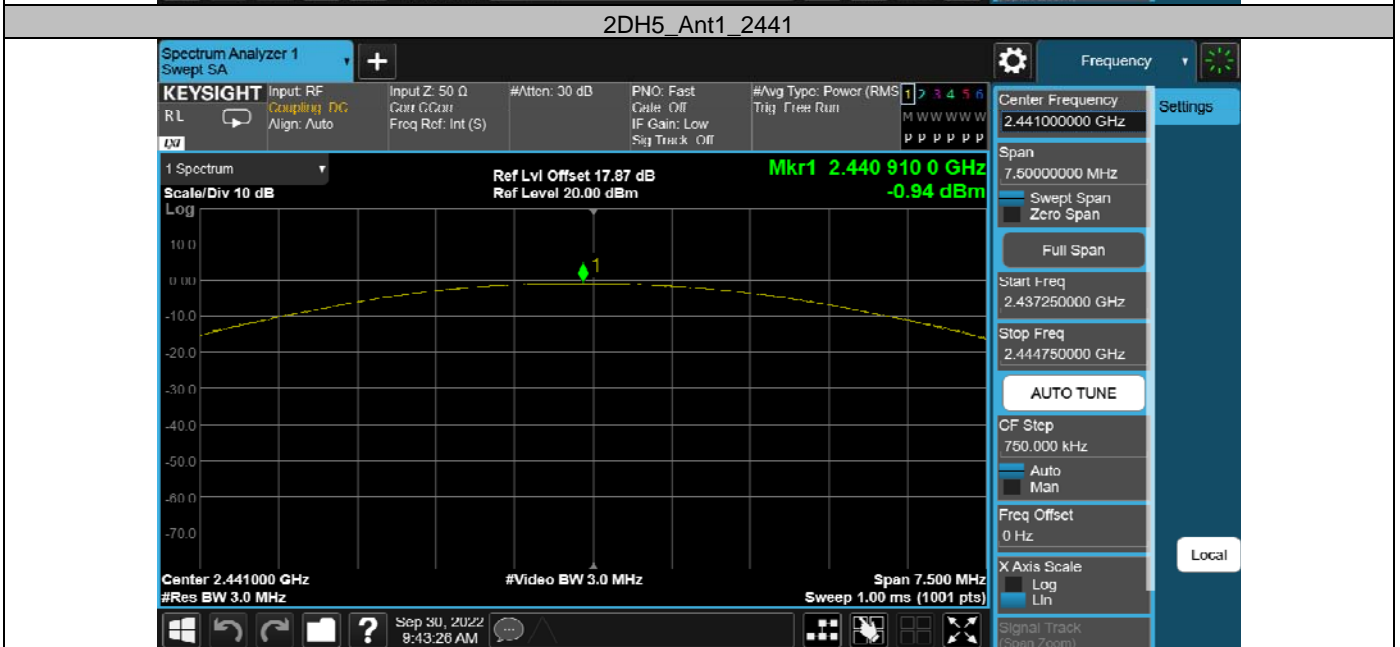 2DH5_Ant1_2441
Spectrum Analyzer 1
Swept SA
Frequency
KEYSIGHT
RL
LXI
Input: RF
Coupling: DC
Align: Auto
Input Z: 50 Ω
Corr CCorr
Freq Ref: Int (S)
#Atten: 30 dB
PNO: Fast
Gate: Off
IF Gain: Low
Sig Track: Off
#Avg Type: Power (RMS
Trig: Free Run
1 2 3 4 5 6
M W W W W W
P P P P P P
Center Frequency
2.441000000 GHz
Settings
1 Spectrum
Scale/Div 10 dB
Log
Ref Lvl Offset 17.87 dB
Ref Level 20.00 dBm
Mkr1 2.440 910 0 GHz
-0.94 dBm
Span
7.50000000 MHz
Swept Span
Zero Span
Full Span
Start Freq
2.437250000 GHz
Stop Freq
2.444750000 GHz
AUTO TUNE
CF Step
750.000 kHz
Auto
Man
Freq Offset
0 Hz
X Axis Scale
Log
Lin
Signal Track
(Span Zoom)
Local
1
10.0
0.00
-10.0
-20.0
-30.0
-40.0
-50.0
-60.0
-70.0
Center 2.441000 GHz
#Video BW 3.0 MHz
Span 7.500 MHz
#Res BW 3.0 MHz
Sweep 1.00 ms (1001 pts)
?
Sep 30, 2022
9:43:26 AM